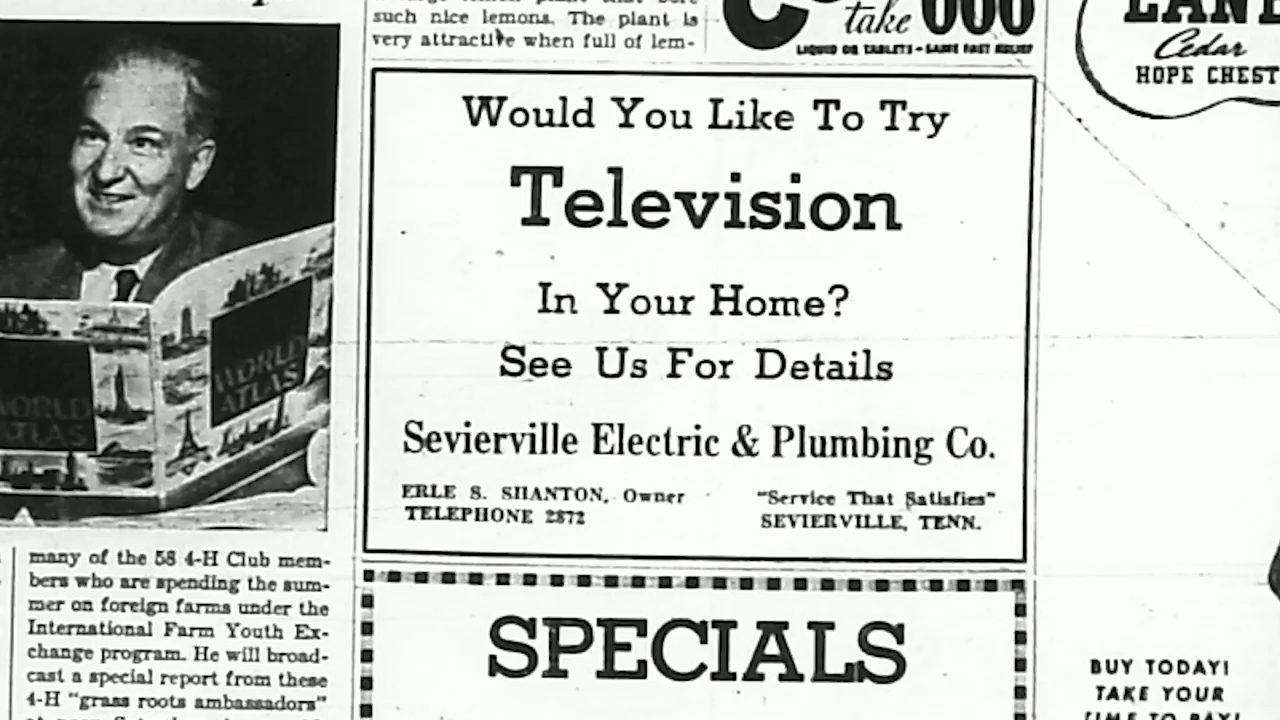 such nice lemons. The plant is
very attractive when full of lem-
take 666
LIQUID OR TABLETS - SAME FAST RELIEF
LANE
Cedar
HOPE CHEST
Would You Like To Try
Television
In Your Home?
See Us For Details
Sevierville Electric & Plumbing Co.
ERLE S. SHANTON, Owner
"Service That Satisfies"
TELEPHONE 2872
SEVIERVILLE, TENN.
WORLD
ATLAS
WORLD
ATLAS
many of the 58 4-H Club mem-
bers who are spending the sum-
mer on foreign farms under the
International Farm Youth Ex-
change program. He will broad-
cast a special report from these
4-H "grass roots ambassadors"
SPECIALS
BUY TODAY!
TAKE YOUR
TIME TO PAY!